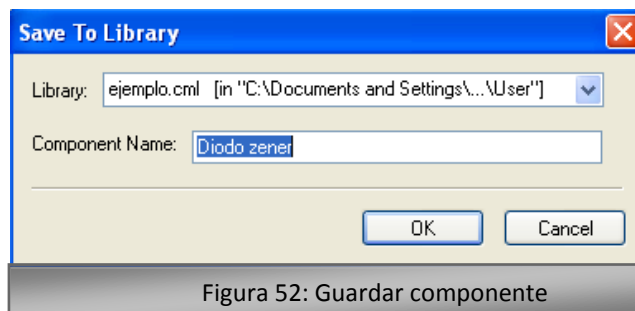 Save To Library
Library: ejemplo.cml [in "C:\Documents and Settings\...\User"]
Component Name: Diodo zener
OK Cancel
Figura 52: Guardar componente